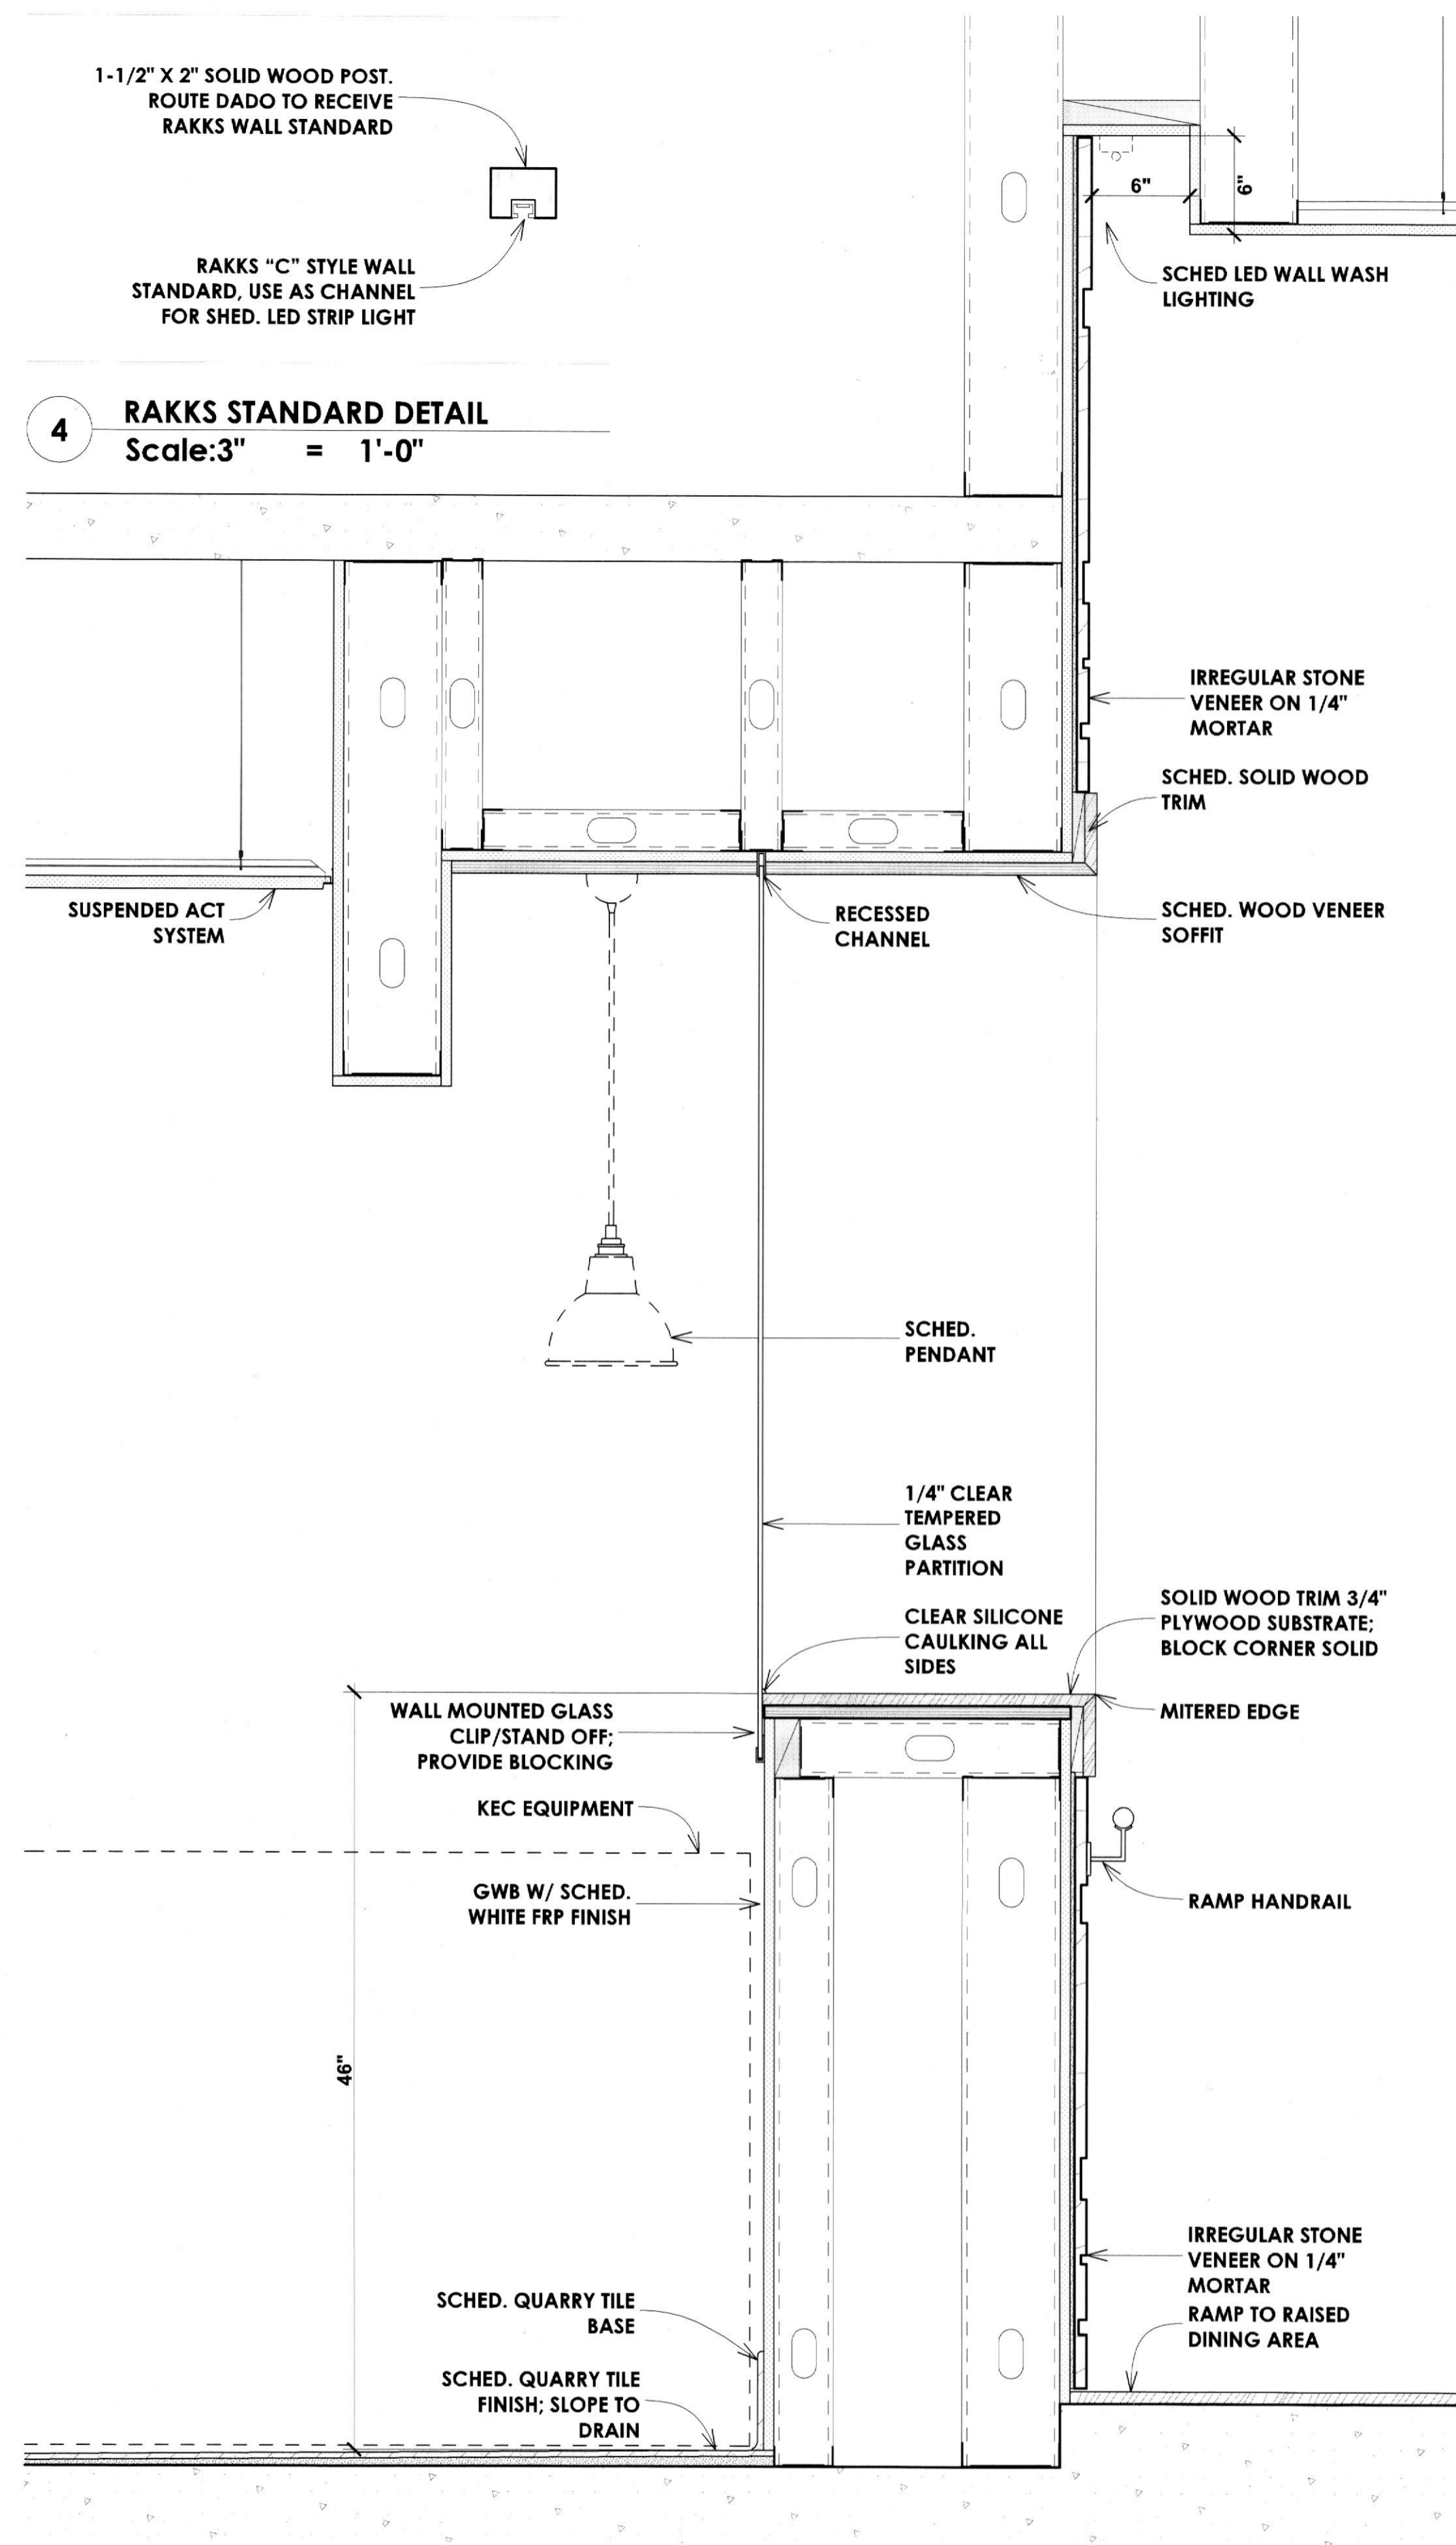 1-1/2" X 2" SOLID WOOD POST.
ROUTE DADO TO RECEIVE
RAKKS WALL STANDARD
RAKKS “C” STYLE WALL
STANDARD, USE AS CHANNEL
FOR SHED. LED STRIP LIGHT
4
RAKKS STANDARD DETAIL
Scale:3" = 1'-0"
6"
6"
SCHED LED WALL WASH
LIGHTING
IRREGULAR STONE
VENEER ON 1/4"
MORTAR
SCHED. SOLID WOOD
TRIM
SUSPENDED ACT
SYSTEM
RECESSED
CHANNEL
SCHED. WOOD VENEER
SOFFIT
SCHED.
PENDANT
1/4" CLEAR
TEMPERED
GLASS
PARTITION
CLEAR SILICONE
CAULKING ALL
SIDES
SOLID WOOD TRIM 3/4"
PLYWOOD SUBSTRATE;
BLOCK CORNER SOLID
WALL MOUNTED GLASS
CLIP/STAND OFF;
PROVIDE BLOCKING
MITERED EDGE
KEC EQUIPMENT
GWB W/ SCHED.
WHITE FRP FINISH
RAMP HANDRAIL
46"
IRREGULAR STONE
VENEER ON 1/4"
MORTAR
RAMP TO RAISED
DINING AREA
SCHED. QUARRY TILE
BASE
SCHED. QUARRY TILE
FINISH; SLOPE TO
DRAIN